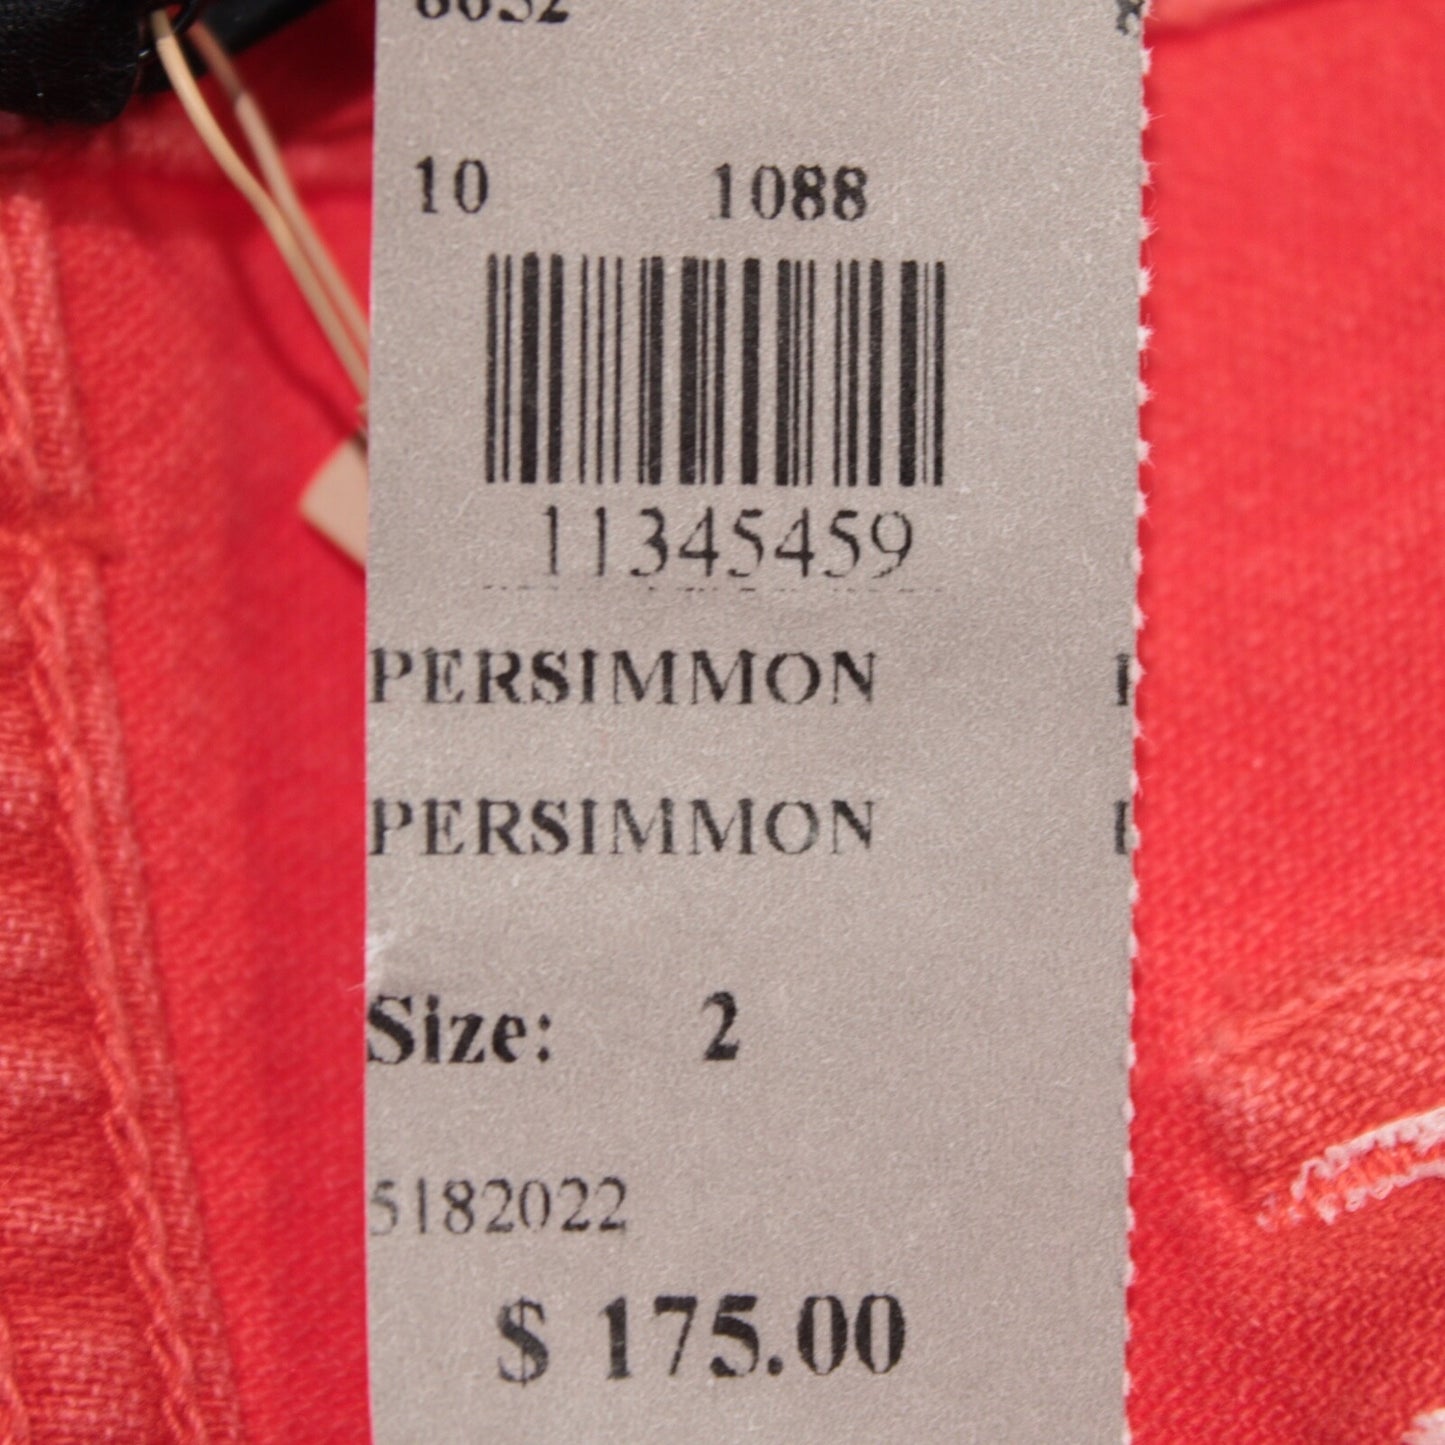 10 1088
11345459
PERSIMMON
PERSIMMON
Size: 2
5182022
$ 175.00